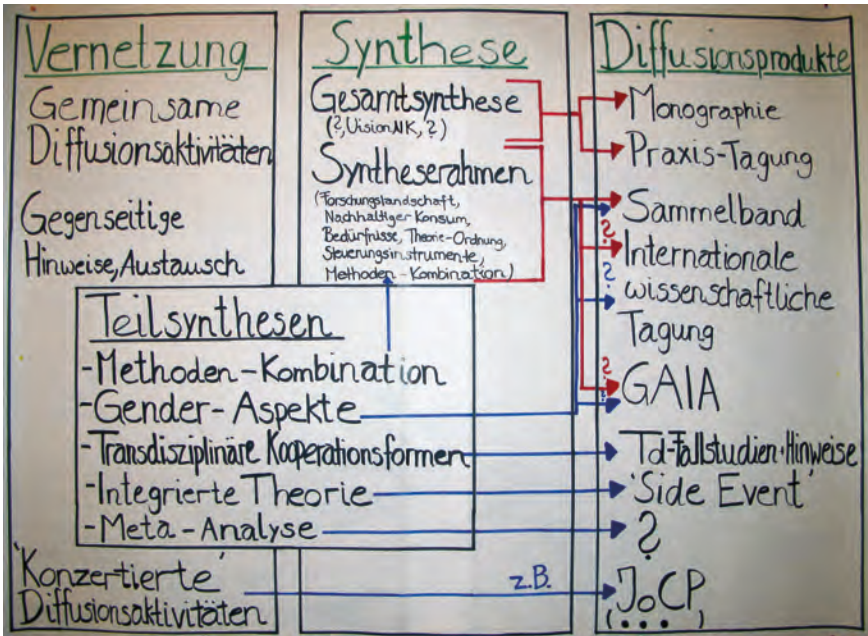 Vernetzung
Gemeinsame
Diffusionsaktivitäten
Gegenseitige
Hinweise, Austausch
'Konzertierte'
Diffusionsaktivitäten
Synthese
Gesamtsynthese
(?, Vision NK, ?)
Syntheserahmen
(Forschungslandschaft,
Nachhaltiger Konsum,
Bedürfnisse, Theorie-Ordnung,
Steuerungsinstrumente,
Methoden-Kombination)
Teilsynthesen
-Methoden-Kombination
-Gender-Aspekte
-Transdisziplinäre Kooperationsformen
-Integrierte Theorie
-Meta-Analyse
z.B.
Diffusionsprodukte
Monographie
Praxis-Tagung
Sammelband
?
Internationale
?
wissenschaftliche
Tagung
?
GAIA
Td-Fallstudien-Hinweise
'Side Event'
?
JoCP
(...)